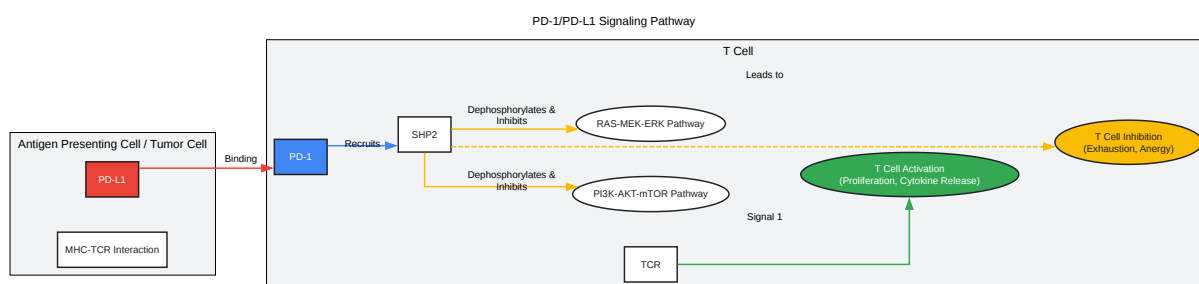 PD-1/PD-L1 Signaling Pathway
T Cell
Leads to
Dephosphorylates &
Inhibits
RAS-MEK-ERK Pathway
SHP2
T Cell Inhibition
(Exhaustion, Anergy)
Antigen Presenting Cell / Tumor Cell
Recruits
Binding
PD-1
PD-L1
T Cell Activation
(Proliferation, Cytokine Release)
Dephosphorylates &
Inhibits
PI3K-AKT-mTOR Pathway
Signal 1
MHC-TCR Interaction
TCR